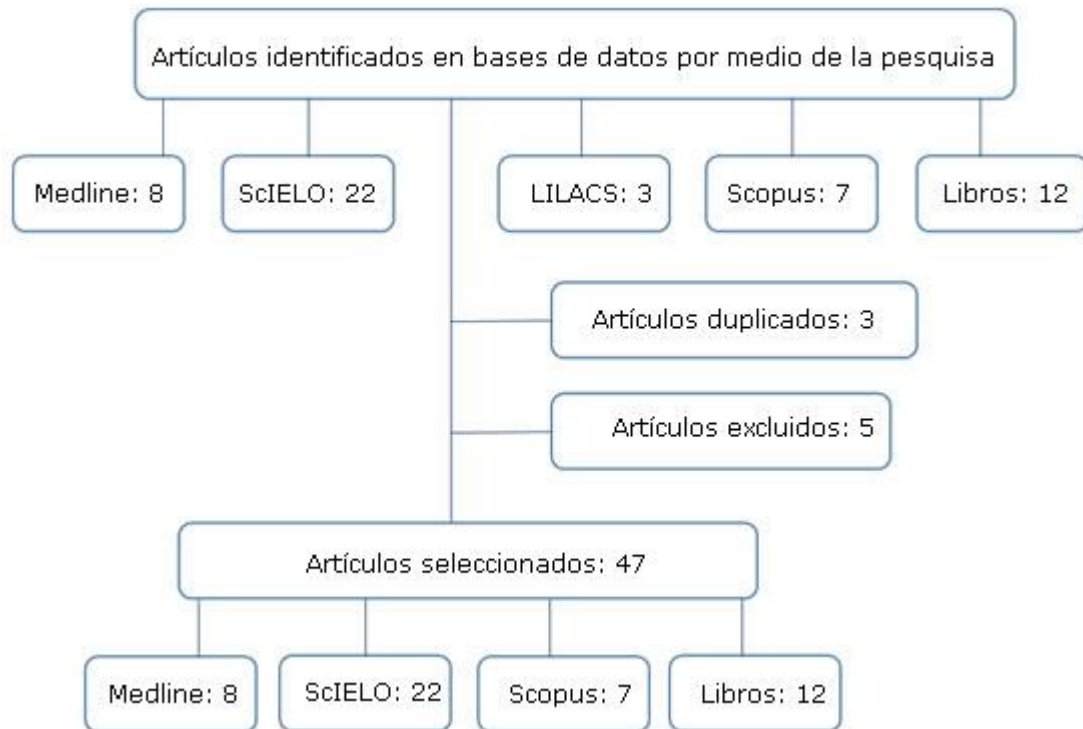 Artículos identificados en bases de datos por medio de la pesquisa
Medline: 8
ScIELO: 22
LILACS: 3
Scopus: 7
Libros: 12
Artículos duplicados: 3
Artículos excluidos: 5
Artículos seleccionados: 47
Medline: 8
ScIELO: 22
Scopus: 7
Libros: 12